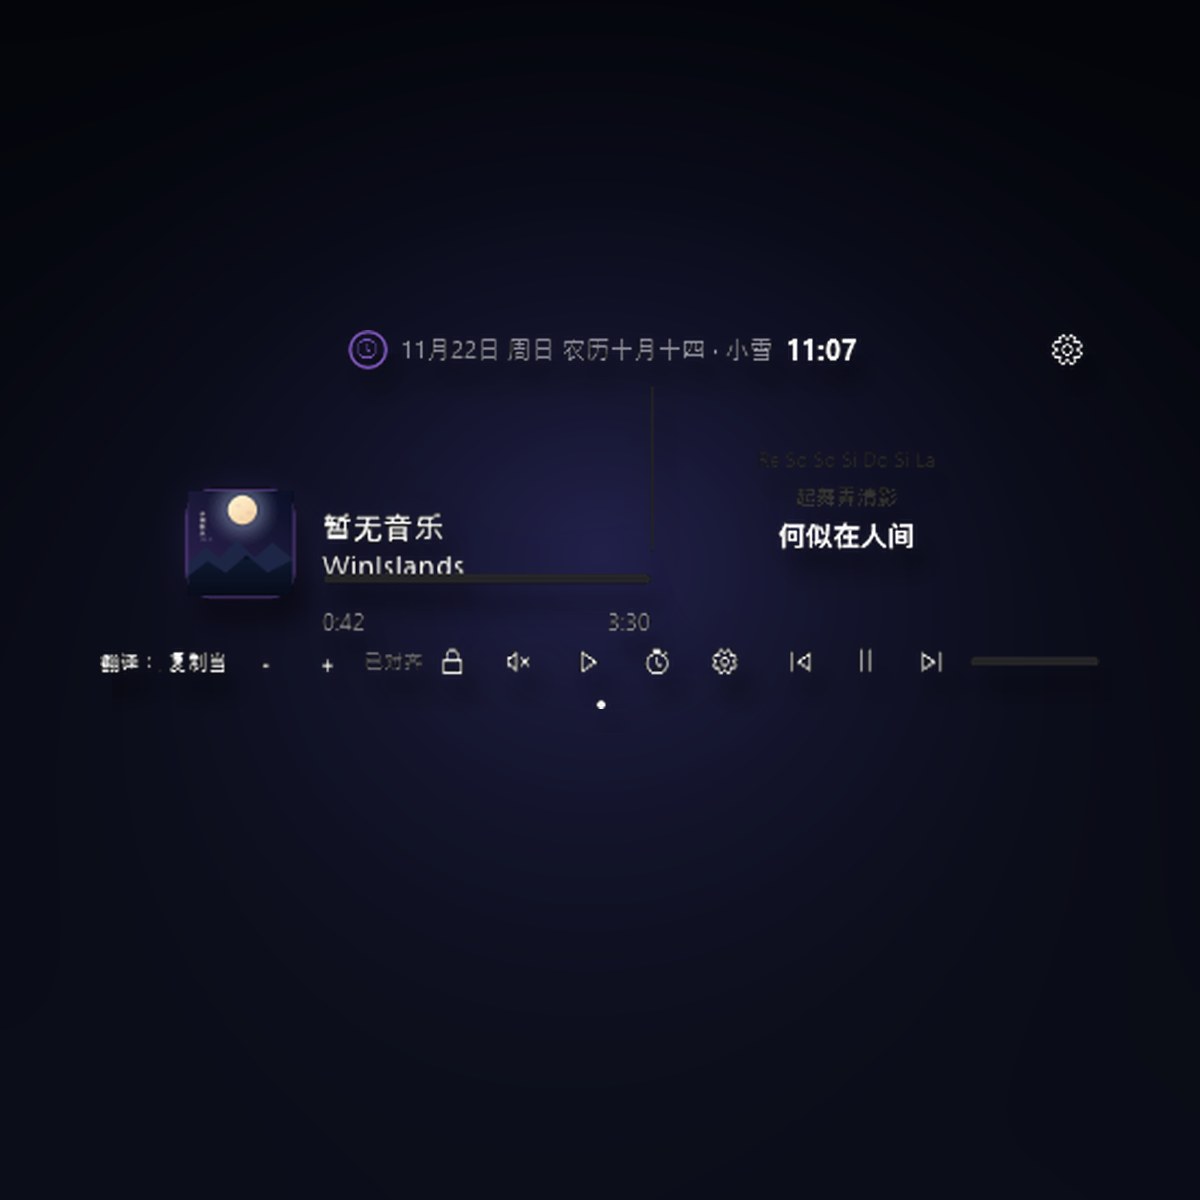 11月22日 周日 农历十月十四 · 小雪 11:07
Re So So Si Do Si La
起舞弄清影
何似在人间
暂无音乐
WinIslands
0:42 3:30
翻译： 复制当 - + 已对齐